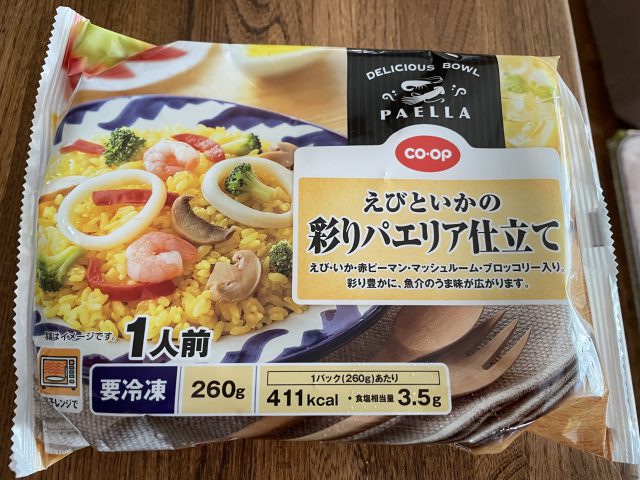 DELICIOUS BOWL
PAELLA
CO·OP
えびといかの
彩りパエリア仕立て
えび・いか・赤ピーマン・マッシュルーム・ブロッコリー入り。
彩り豊かに、魚介のうま味が広がります。
はイメージです。
1人前
子レンジで
要冷凍
260g
1パック(260g)あたり
411kcal ・食塩相当量 3.5g